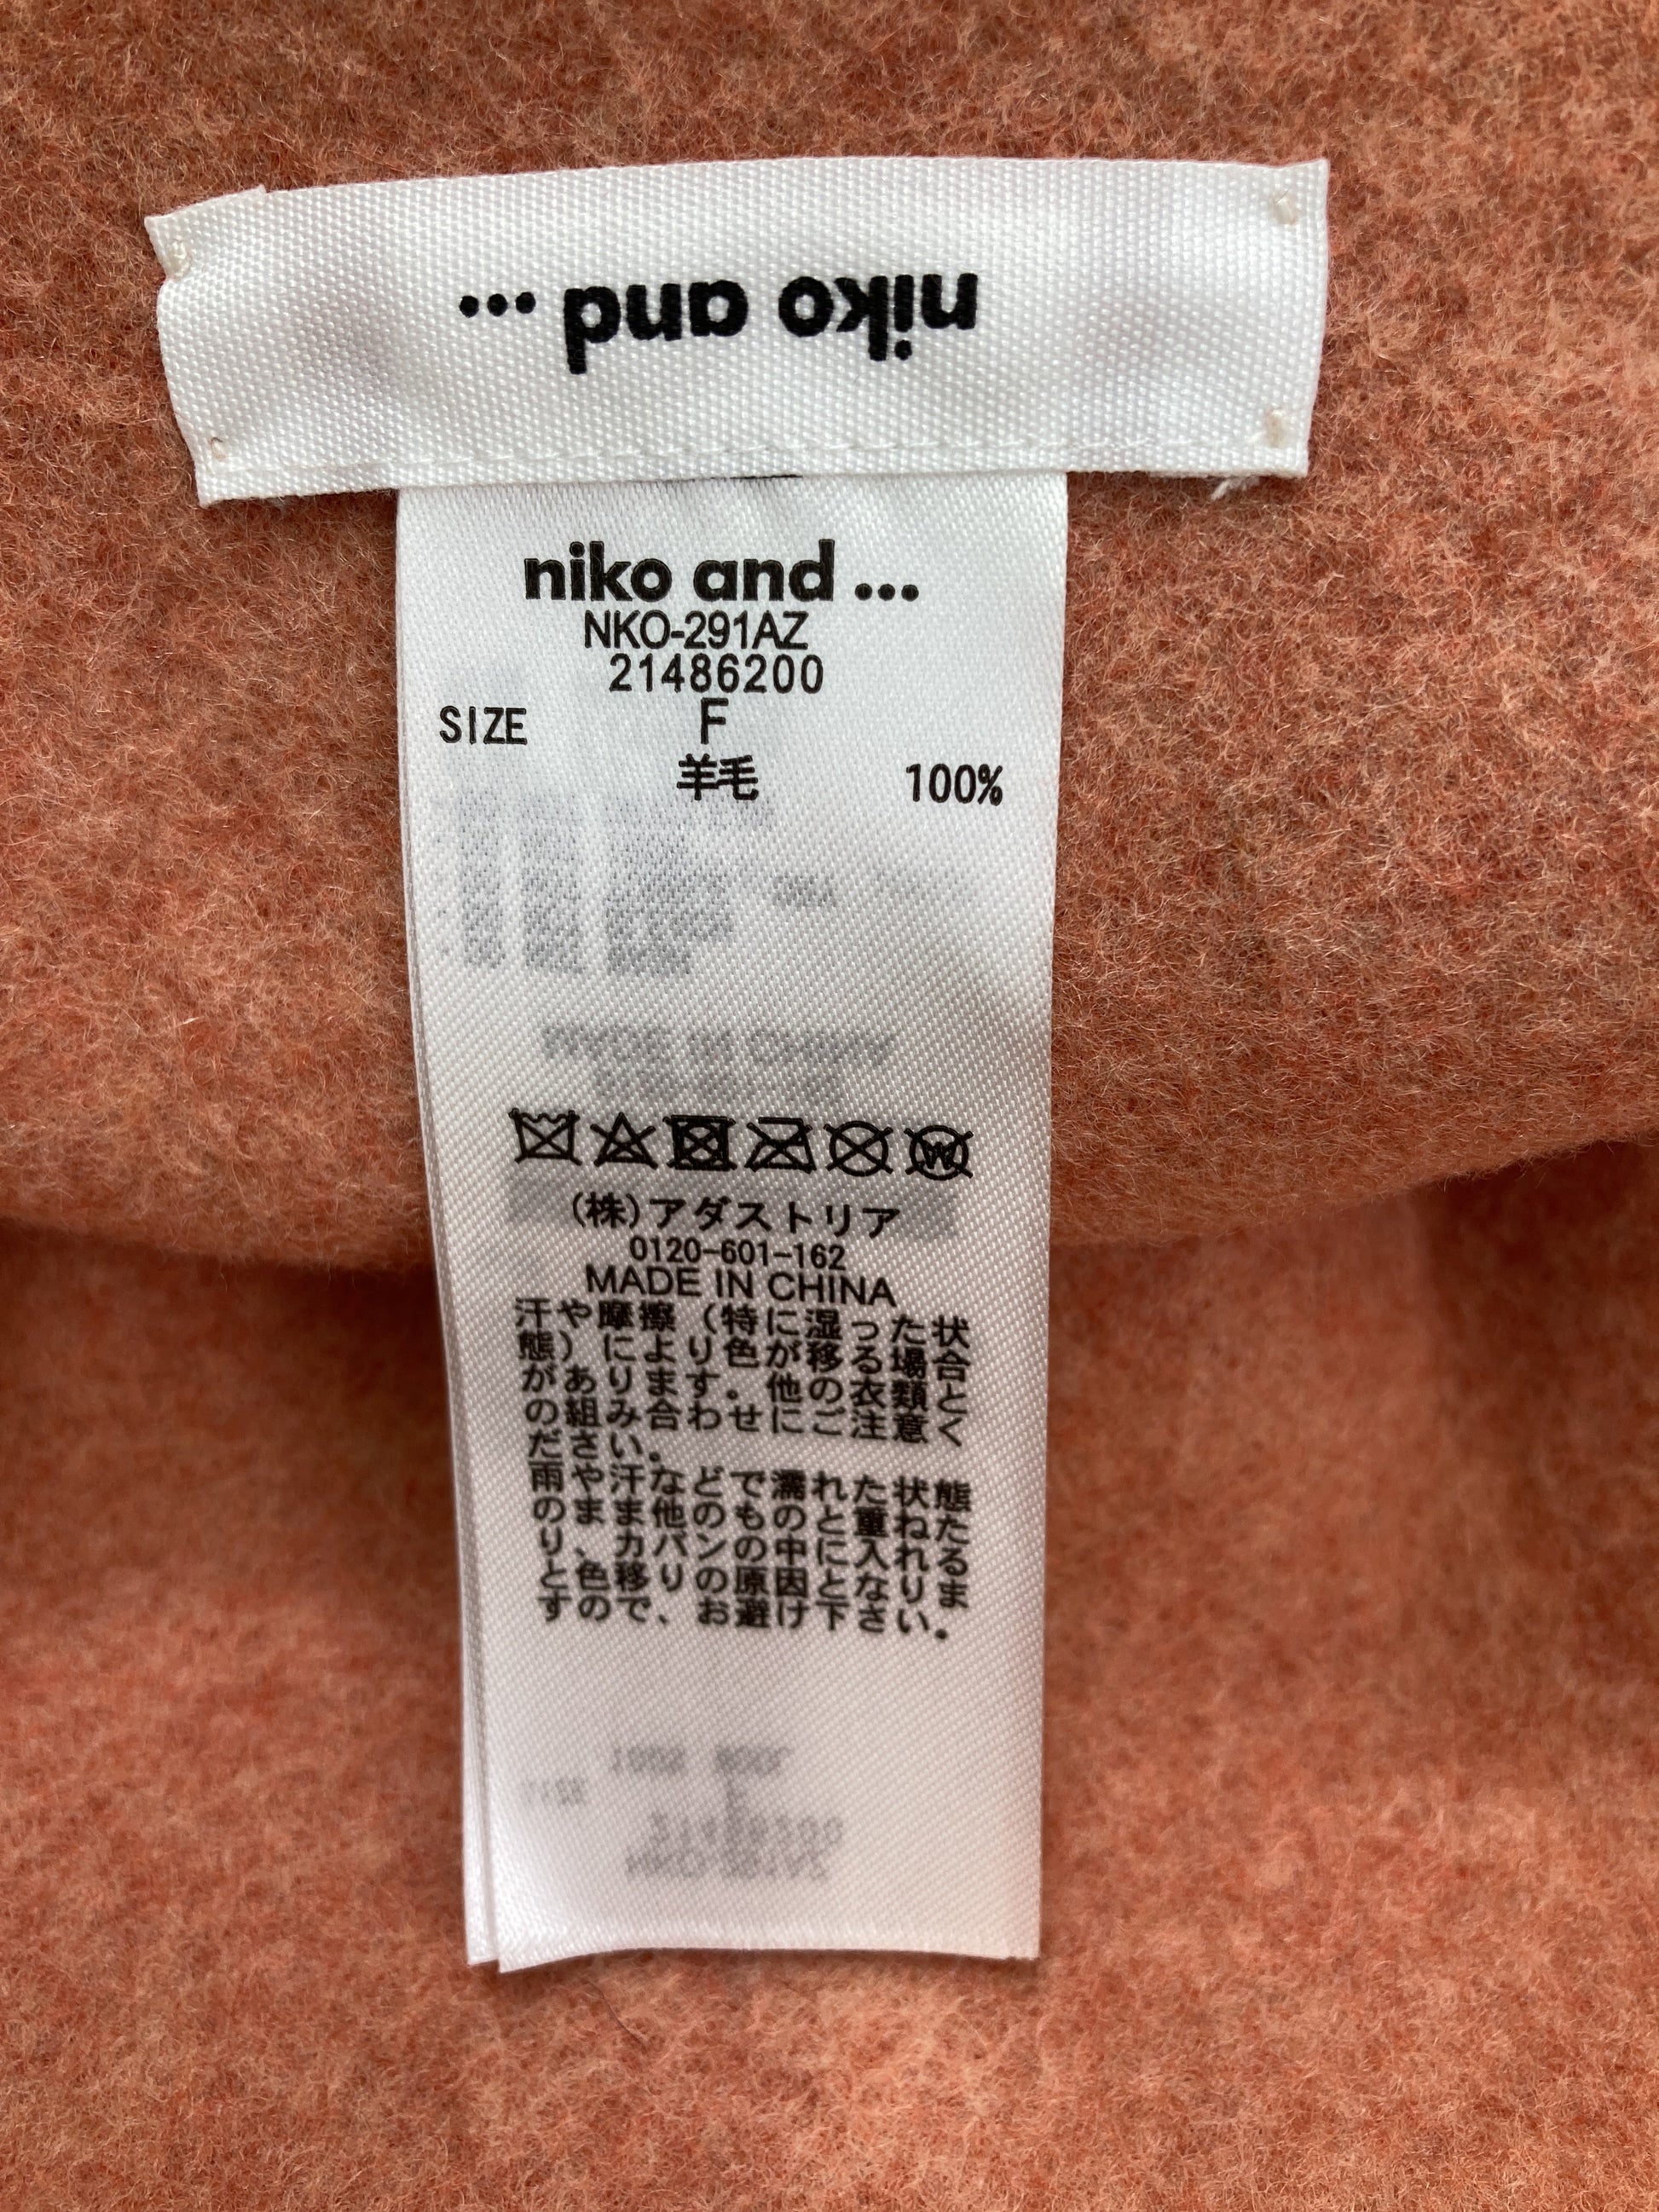 niko and ...
niko and ...
NKO-291AZ
21486200
SIZE F
羊毛 100%
(株)アダストリア
0120-601-162
MADE IN CHINA
汗や摩擦（特に湿った状
態）により色が移る場合
があります。他の衣類と
の組み合わせにご注意く
ださい。
雨や汗などで濡れた状態
のまま他のものと重ねた
り、カバンの中に入れる
と色移りの原因となりま
すので、お避け下さい。